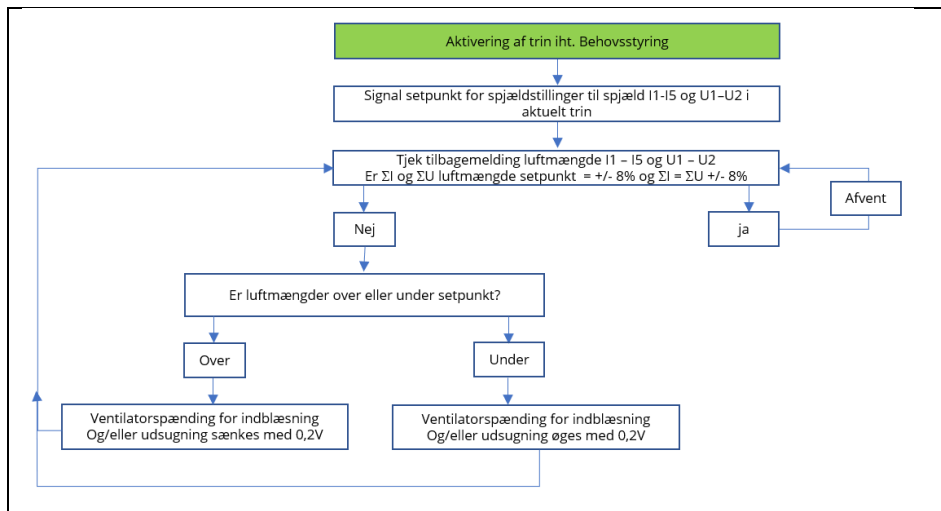 Aktivering af trin iht. Behovsstyring
Signal setpunkt for spjældstillinger til spjæld I1-I5 og U1–U2 i
aktuelt trin
Tjek tilbagemelding luftmængde I1 – I5 og U1 – U2
Er ΣI og ΣU luftmængde setpunkt = +/- 8% og ΣI = ΣU +/- 8%
Afvent
Nej
ja
Er luftmængder over eller under setpunkt?
Over
Under
Ventilatorspænding for indblæsning
Og/eller udsugning sænkes med 0,2V
Ventilatorspænding for indblæsning
Og/eller udsugning øges med 0,2V